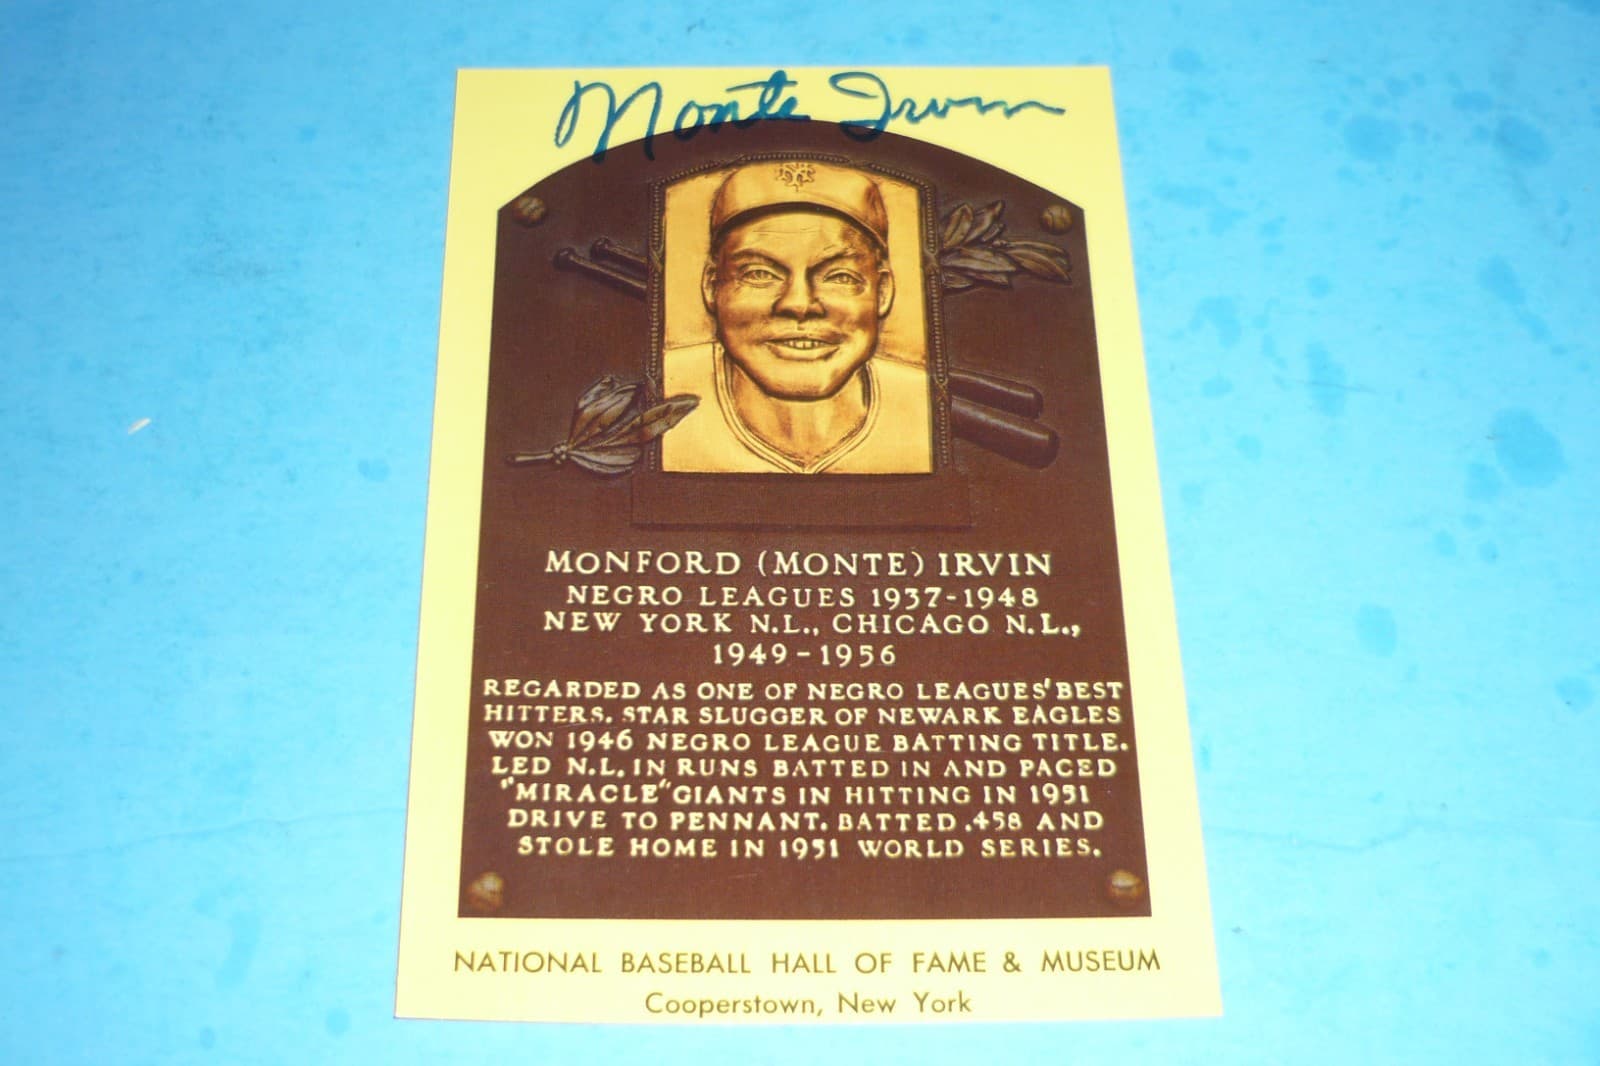 Monte Irvin
NY
MONFORD (MONTE) IRVIN
NEGRO LEAGUES 1937-1948
NEW YORK N.L., CHICAGO N.L.,
1949-1956
REGARDED AS ONE OF NEGRO LEAGUES' BEST
HITTERS. STAR SLUGGER OF NEWARK EAGLES
WON 1946 NEGRO LEAGUE BATTING TITLE.
LED N.L. IN RUNS BATTED IN AND PACED
"MIRACLE" GIANTS IN HITTING IN 1951
DRIVE TO PENNANT. BATTED .458 AND
STOLE HOME IN 1951 WORLD SERIES.
NATIONAL BASEBALL HALL OF FAME & MUSEUM
Cooperstown, New York